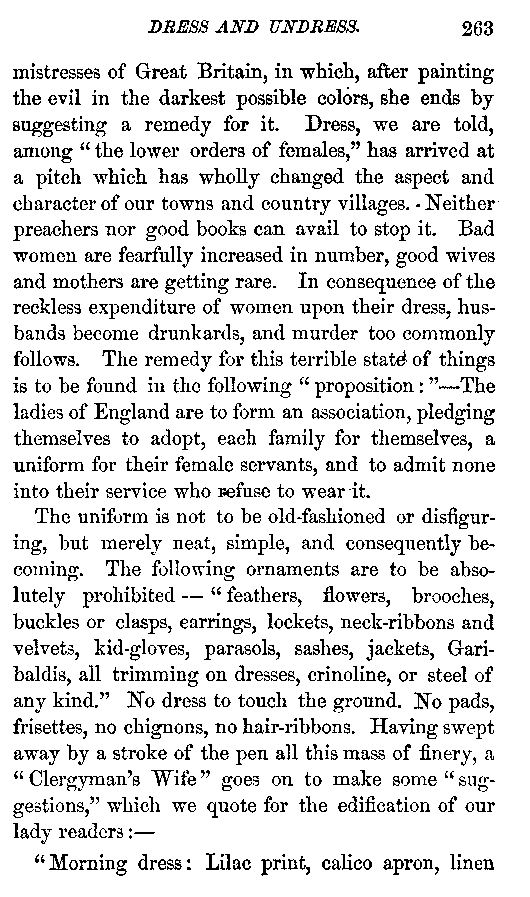 DRESS AND UNDRESS. 263
mistresses of Great Britain, in which, after painting
the evil in the darkest possible colors, she ends by
suggesting a remedy for it. Dress, we are told,
among “the lower orders of females,” has arrived at
a pitch which has wholly changed the aspect and
character of our towns and country villages. Neither
preachers nor good books can avail to stop it. Bad
women are fearfully increased in number, good wives
and mothers are getting rare. In consequence of the
reckless expenditure of women upon their dress, hus-
bands become drunkards, and murder too commonly
follows. The remedy for this terrible state of things
is to be found in the following “proposition:”—The
ladies of England are to form an association, pledging
themselves to adopt, each family for themselves, a
uniform for their female servants, and to admit none
into their service who refuse to wear it.
The uniform is not to be old-fashioned or disfigur-
ing, but merely neat, simple, and consequently be-
coming. The following ornaments are to be abso-
lutely prohibited — “feathers, flowers, brooches,
buckles or clasps, earrings, lockets, neck-ribbons and
velvets, kid-gloves, parasols, sashes, jackets, Gari-
baldis, all trimming on dresses, crinoline, or steel of
any kind.” No dress to touch the ground. No pads,
frisettes, no chignons, no hair-ribbons. Having swept
away by a stroke of the pen all this mass of finery, a
“Clergyman’s Wife” goes on to make some “sug-
gestions,” which we quote for the edification of our
lady readers:—
“Morning dress: Lilac print, calico apron, linen